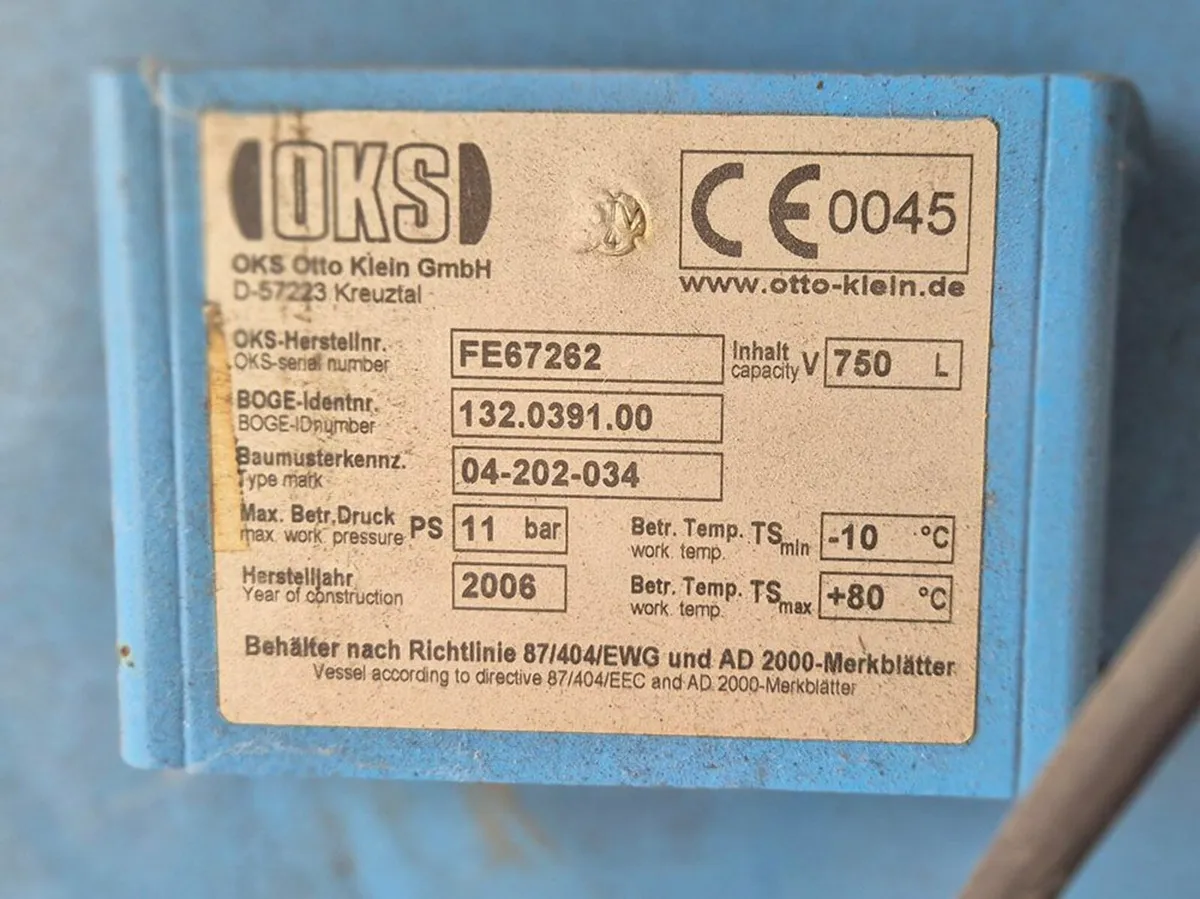 OKS
CE 0045
OKS Otto Klein GmbH
D-57223 Kreuztal
www.otto-klein.de
OKS-Herstellnr.
OKS-serial number
FE67262
Inhalt
capacity
V 750 L
BOGE-Identnr.
BOGE-IDnumber
132.0391.00
Baumusterkennz.
Type mark
04-202-034
Max. Betr.Druck
max. work. pressure
PS 11 bar
Betr. Temp. TSmin -10 °C
work. temp.
Herstelljahr
Year of construction
2006
Betr. Temp. TSmax +80 °C
work. temp.
Behälter nach Richtlinie 87/404/EWG und AD 2000-Merkblätter
Vessel according to directive 87/404/EEC and AD 2000-Merkblätter